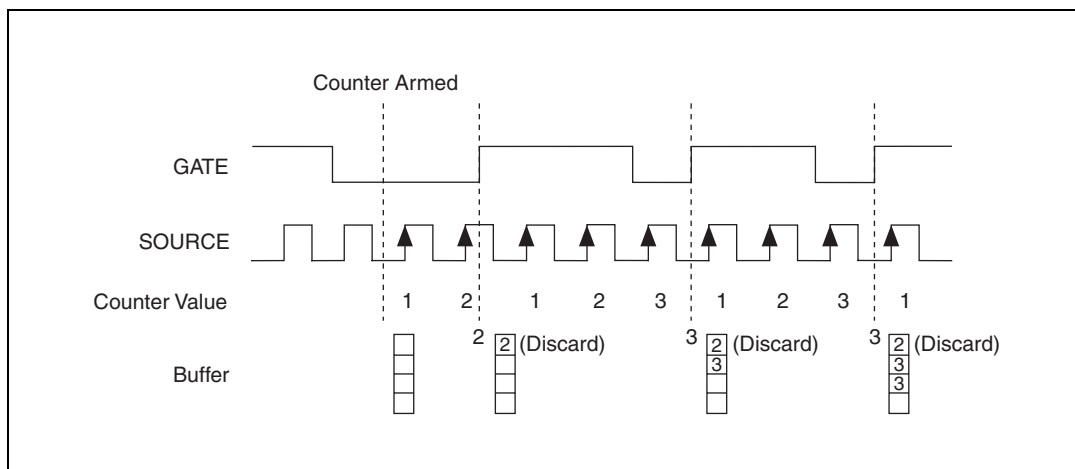 Counter Armed
GATE
SOURCE
Counter Value 1 2 1 2 3 1 2 3 1
2 3 3
Buffer
2 (Discard) 2 (Discard) 2 (Discard)
3 3
3